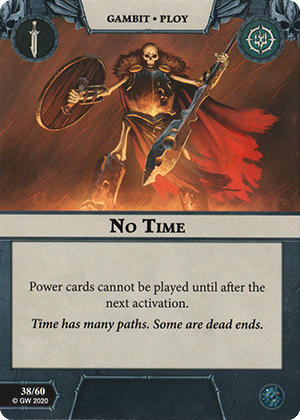 GAMBIT • PLOY
NO TIME
Power cards cannot be played until after the
next activation.
Time has many paths. Some are dead ends.
38/60
© GW 2020